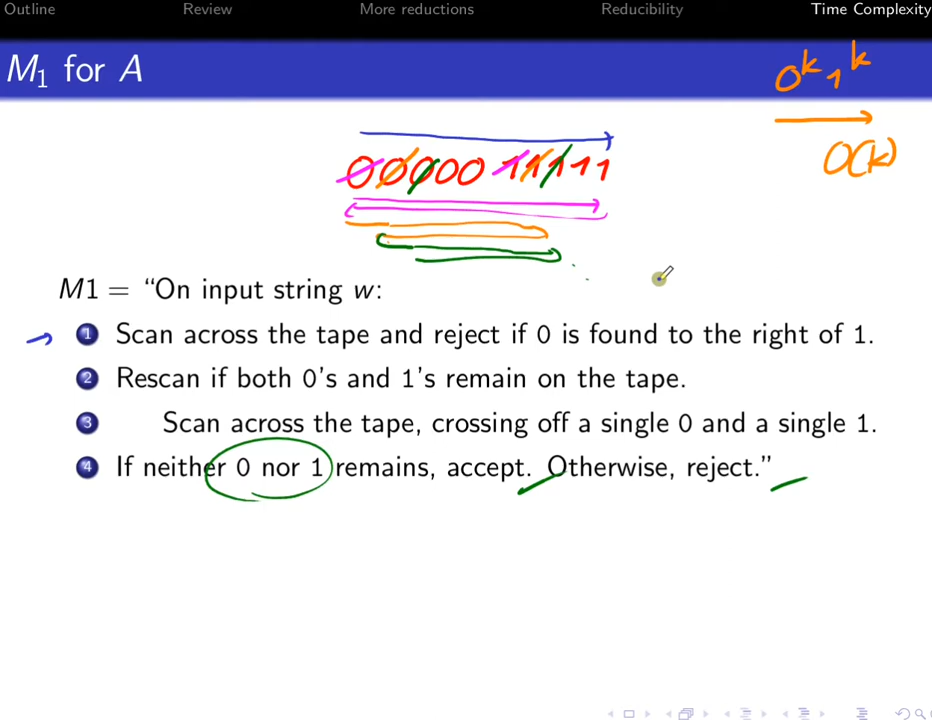 Outline Review More reductions Reducibility Time Complexity
M₁ for A
0ᵏ1ᵏ
O(k)
0000011111
M1 = “On input string w:
1 Scan across the tape and reject if 0 is found to the right of 1.
2 Rescan if both 0's and 1's remain on the tape.
3 Scan across the tape, crossing off a single 0 and a single 1.
4 If neither 0 nor 1 remains, accept. Otherwise, reject.”